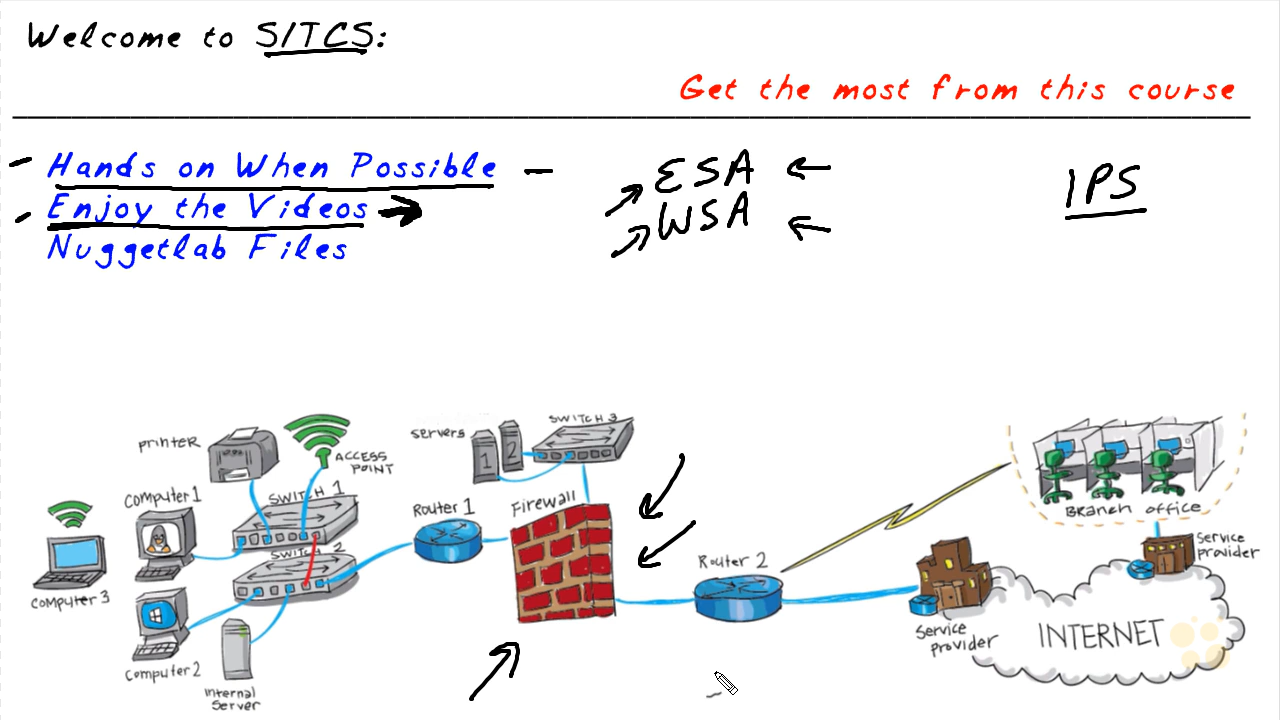 Welcome to SITCS:
Get the most from this course
Hands on When Possible
Enjoy the Videos
Nuggetlab Files
ESA
WSA
IPS
printer
ACCESS
POINT
computer 1
SWITCH 1
SWITCH 2
computer 3
computer 2
Internal
Server
servers
1
2
SWITCH 3
Router 1
Firewall
Router 2
Branch office
Service
provider
Service
provider
INTERNET